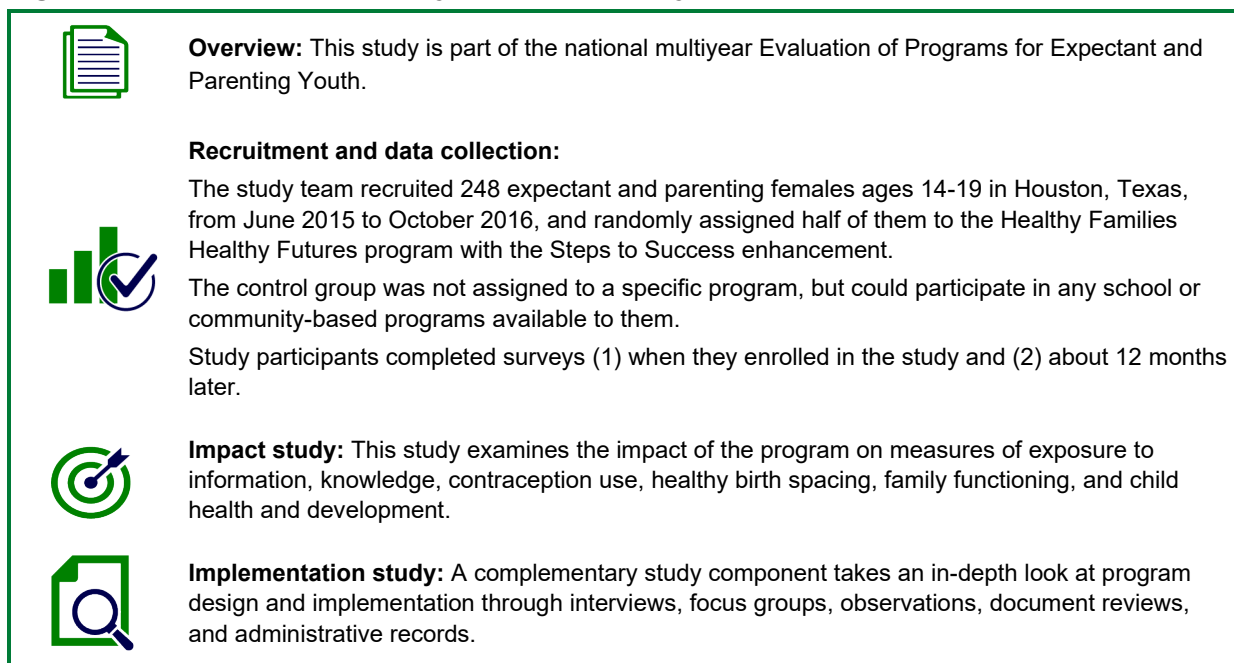 Overview: This study is part of the national multiyear Evaluation of Programs for Expectant and
Parenting Youth.
Recruitment and data collection:
The study team recruited 248 expectant and parenting females ages 14-19 in Houston, Texas,
from June 2015 to October 2016, and randomly assigned half of them to the Healthy Families
Healthy Futures program with the Steps to Success enhancement.
The control group was not assigned to a specific program, but could participate in any school or
community-based programs available to them.
Study participants completed surveys (1) when they enrolled in the study and (2) about 12 months
later.
Impact study: This study examines the impact of the program on measures of exposure to
information, knowledge, contraception use, healthy birth spacing, family functioning, and child
health and development.
Implementation study: A complementary study component takes an in-depth look at program
design and implementation through interviews, focus groups, observations, document reviews,
and administrative records.